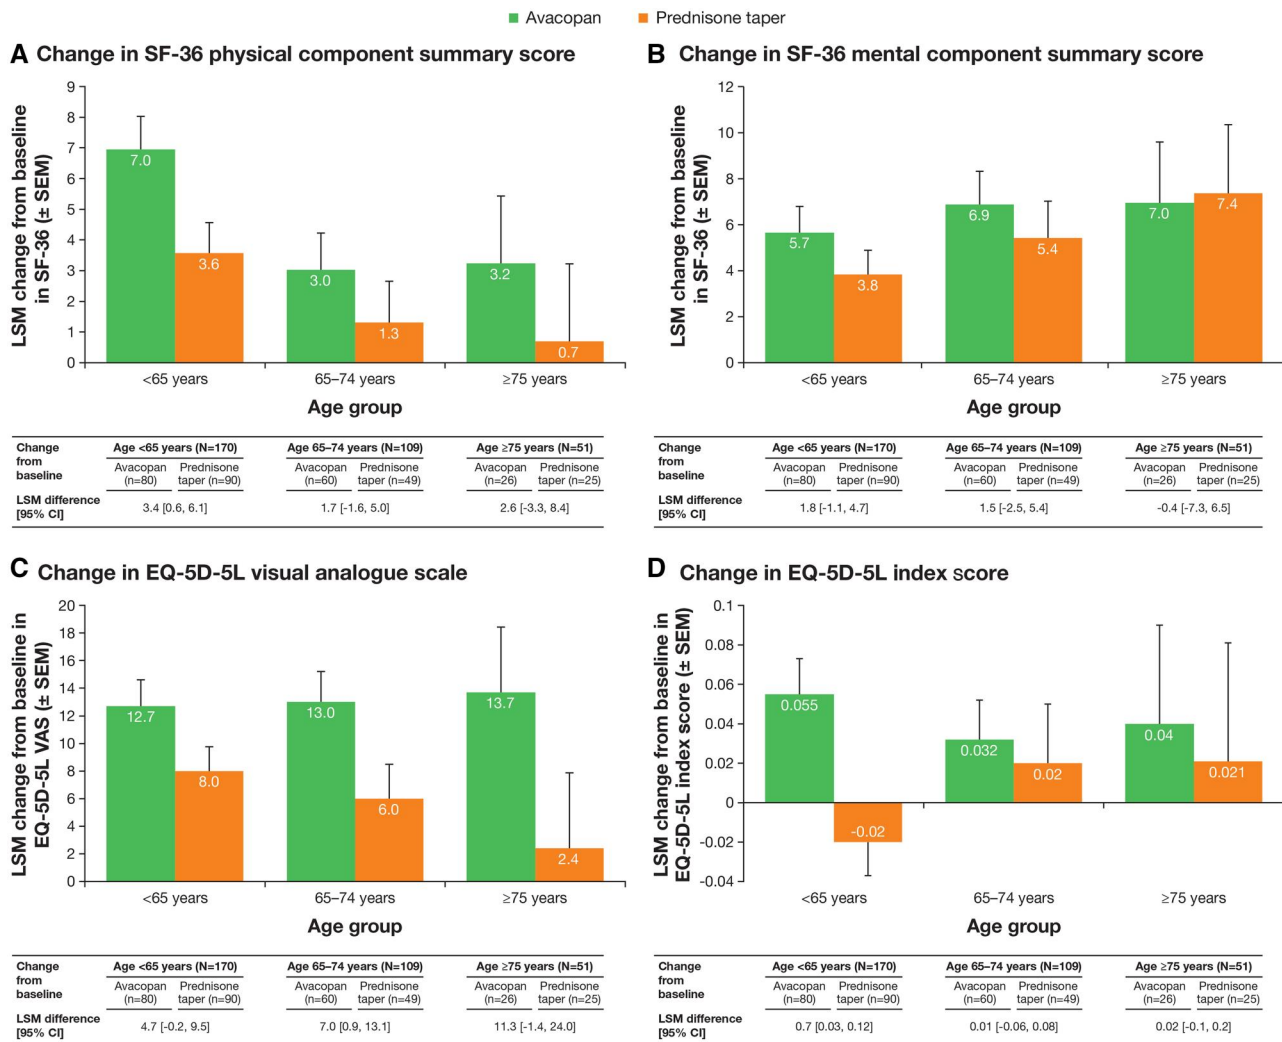 Avacopan Prednisone taper
A Change in SF-36 physical component summary score
LSM change from baseline
in SF-36 (± SEM)
9
8
7
6
5
4
3
2
1
0
7.0
3.6
3.0
1.3
3.2
0.7
<65 years 65–74 years ≥75 years
Age group
Change from baseline
Age <65 years (N=170) Age 65–74 years (N=109) Age ≥75 years (N=51)
Avacopan (n=80) Prednisone taper (n=90) Avacopan (n=60) Prednisone taper (n=49) Avacopan (n=26) Prednisone taper (n=25)
LSM difference [95% CI] 3.4 [0.6, 6.1] 1.7 [-1.6, 5.0] 2.6 [-3.3, 8.4]
B Change in SF-36 mental component summary score
LSM change from baseline
in SF-36 (± SEM)
12
10
8
6
4
2
0
5.7
3.8
6.9
5.4
7.0
7.4
<65 years 65–74 years ≥75 years
Age group
Change from baseline
Age <65 years (N=170) Age 65–74 years (N=109) Age ≥75 years (N=51)
Avacopan (n=80) Prednisone taper (n=90) Avacopan (n=60) Prednisone taper (n=49) Avacopan (n=26) Prednisone taper (n=25)
LSM difference [95% CI] 1.8 [-1.1, 4.7] 1.5 [-2.5, 5.4] -0.4 [-7.3, 6.5]
C Change in EQ-5D-5L visual analogue scale
LSM change from baseline in
EQ-5D-5L VAS (± SEM)
20
18
16
14
12
10
8
6
4
2
0
12.7
8.0
13.0
6.0
13.7
2.4
<65 years 65–74 years ≥75 years
Age group
Change from baseline
Age <65 years (N=170) Age 65–74 years (N=109) Age ≥75 years (N=51)
Avacopan (n=80) Prednisone taper (n=90) Avacopan (n=60) Prednisone taper (n=49) Avacopan (n=26) Prednisone taper (n=25)
LSM difference [95% CI] 4.7 [-0.2, 9.5] 7.0 [0.9, 13.1] 11.3 [-1.4, 24.0]
D Change in EQ-5D-5L index score
LSM change from baseline in
EQ-5D-5L index score (± SEM)
0.1
0.08
0.06
0.04
0.02
0
-0.02
-0.04
0.055
-0.02
0.032
0.02
0.04
0.021
<65 years 65–74 years ≥75 years
Age group
Change from baseline
Age <65 years (N=170) Age 65–74 years (N=109) Age ≥75 years (N=51)
Avacopan (n=80) Prednisone taper (n=90) Avacopan (n=60) Prednisone taper (n=49) Avacopan (n=26) Prednisone taper (n=25)
LSM difference [95% CI] 0.7 [0.03, 0.12] 0.01 [-0.06, 0.08] 0.02 [-0.1, 0.2]